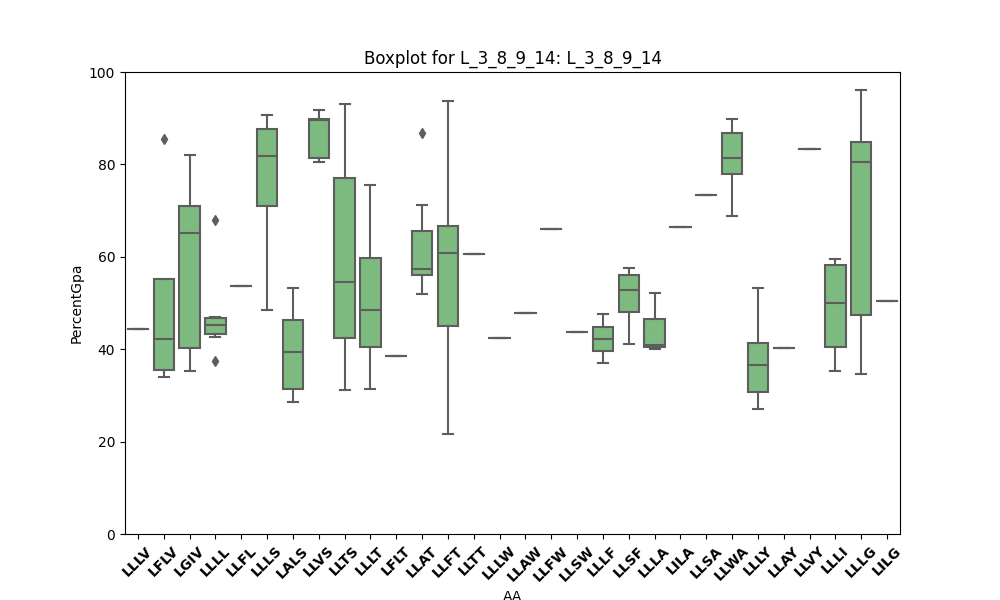 Boxplot for L_3_8_9_14: L_3_8_9_14
PercentGpa
100
80
60
40
20
0
LLLV LFLV LGIV LLLL LLFL LLLS LALS LLVS LLTS LLLT LFLT LLAT LLFT LLTT LLLW LLAW LLFW LLSW LLLF LLSF LLLA LILA LLSA LLWA LLLY LLAY LLVY LLLI LLLG LILG
AA